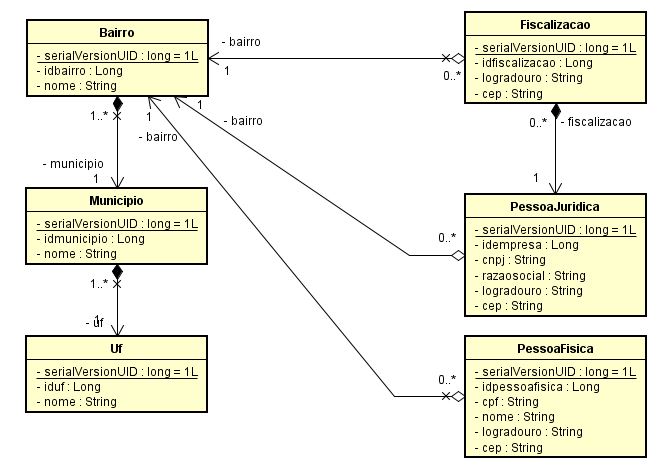 Bairro
- serialVersionUID : long = 1L
- idbairro : Long
- nome : String
- bairro
1
0..*
Fiscalizacao
- serialVersionUID : long = 1L
- idfiscalizacao : Long
- logradouro : String
- cep : String
1..*
- municipio
1
1
- bairro
1
- bairro
0..*
- fiscalizacao
1
Municipio
- serialVersionUID : long = 1L
- idmunicipio : Long
- nome : String
0..*
PessoaJuridica
- serialVersionUID : long = 1L
- idempresa : Long
- cnpj : String
- razaosocial : String
- logradouro : String
- cep : String
1..*
- uf
1
Uf
- serialVersionUID : long = 1L
- iduf : Long
- nome : String
0..*
PessoaFisica
- serialVersionUID : long = 1L
- idpessoafisica : Long
- cpf : String
- nome : String
- logradouro : String
- cep : String